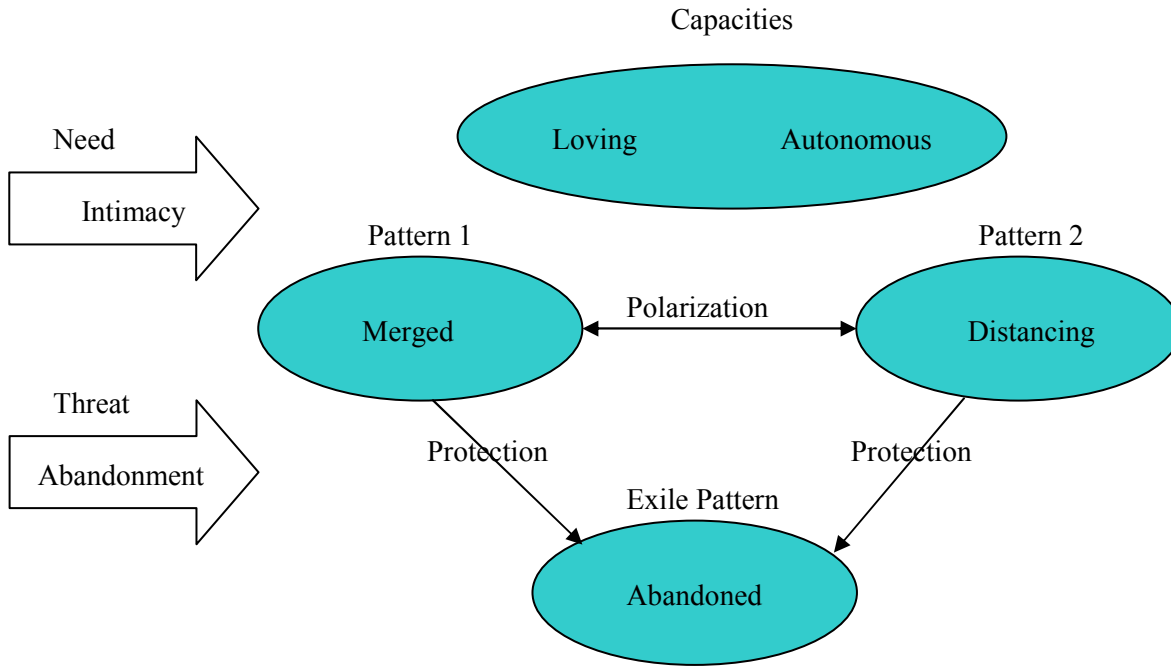 Capacities
Need
Loving Autonomous
Intimacy
Pattern 1
Pattern 2
Polarization
Merged
Distancing
Threat
Protection
Protection
Abandonment
Exile Pattern
Abandoned